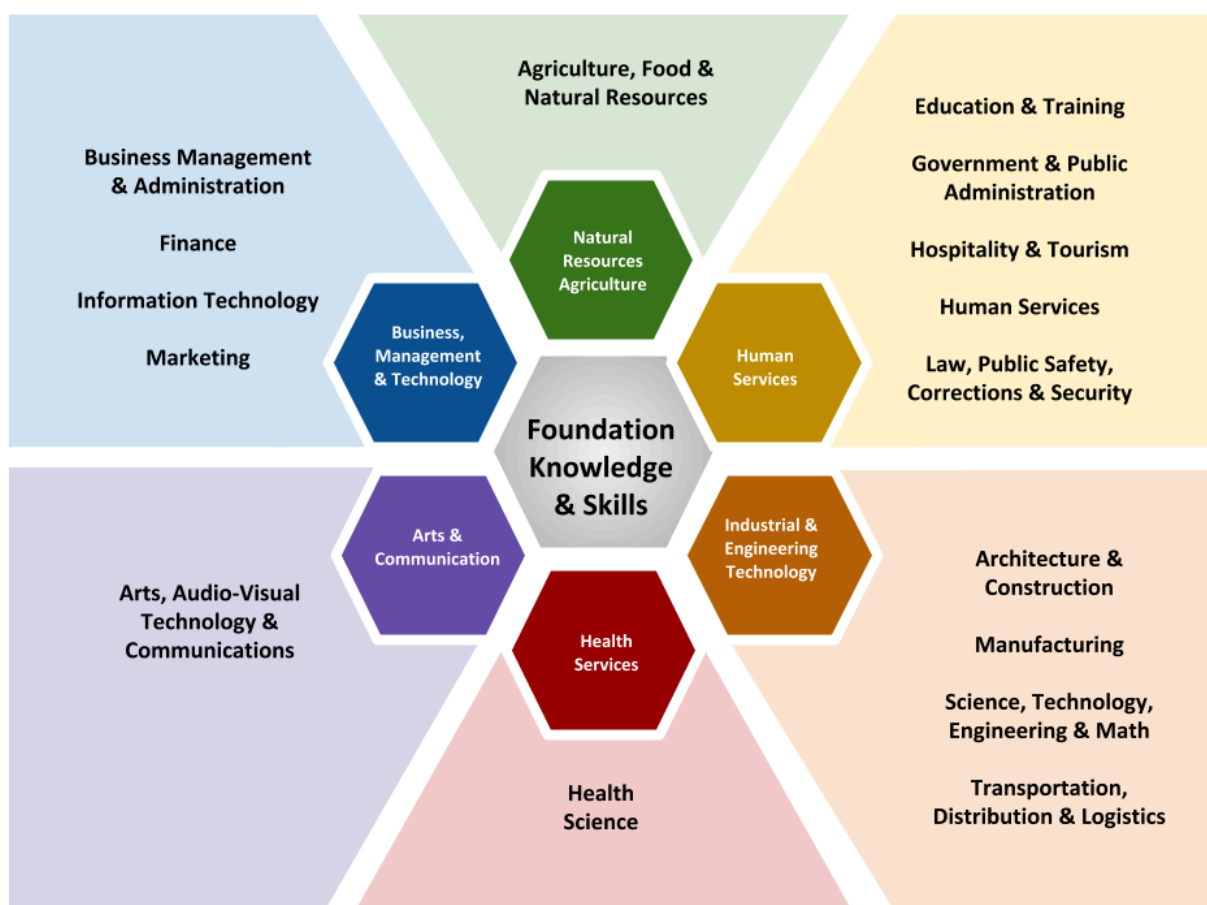 Agriculture, Food &
Natural Resources
Business Management
& Administration
Finance
Information Technology
Marketing
Education & Training
Government & Public
Administration
Hospitality & Tourism
Human Services
Law, Public Safety,
Corrections & Security
Natural
Resources
Agriculture
Business,
Management
& Technology
Human
Services
Foundation
Knowledge
& Skills
Arts &
Communication
Industrial &
Engineering
Technology
Health
Services
Arts, Audio-Visual
Technology &
Communications
Architecture &
Construction
Manufacturing
Science, Technology,
Engineering & Math
Transportation,
Distribution & Logistics
Health
Science